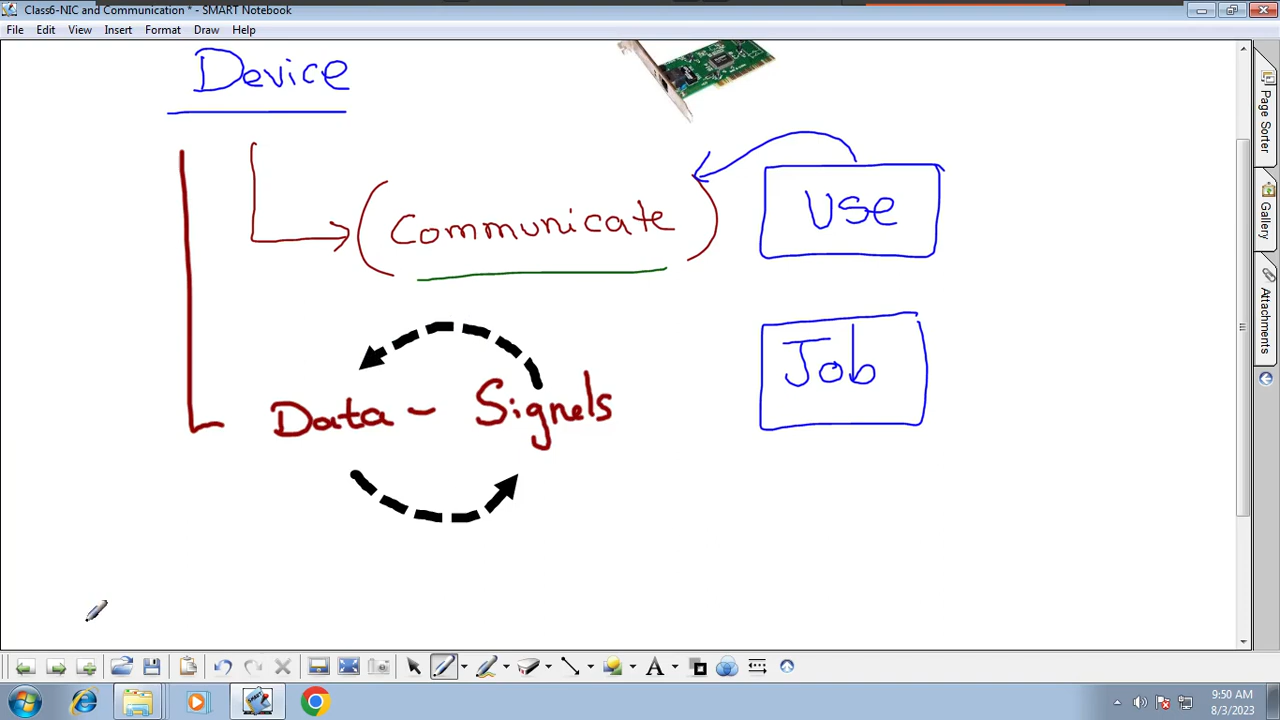 Class6-NIC and Communication * - SMART Notebook
File Edit View Insert Format Draw Help
Device
(Communicate)
Use
Data - Signels
Job
Page Sorter
Gallery
Attachments
9:50 AM
8/3/2023